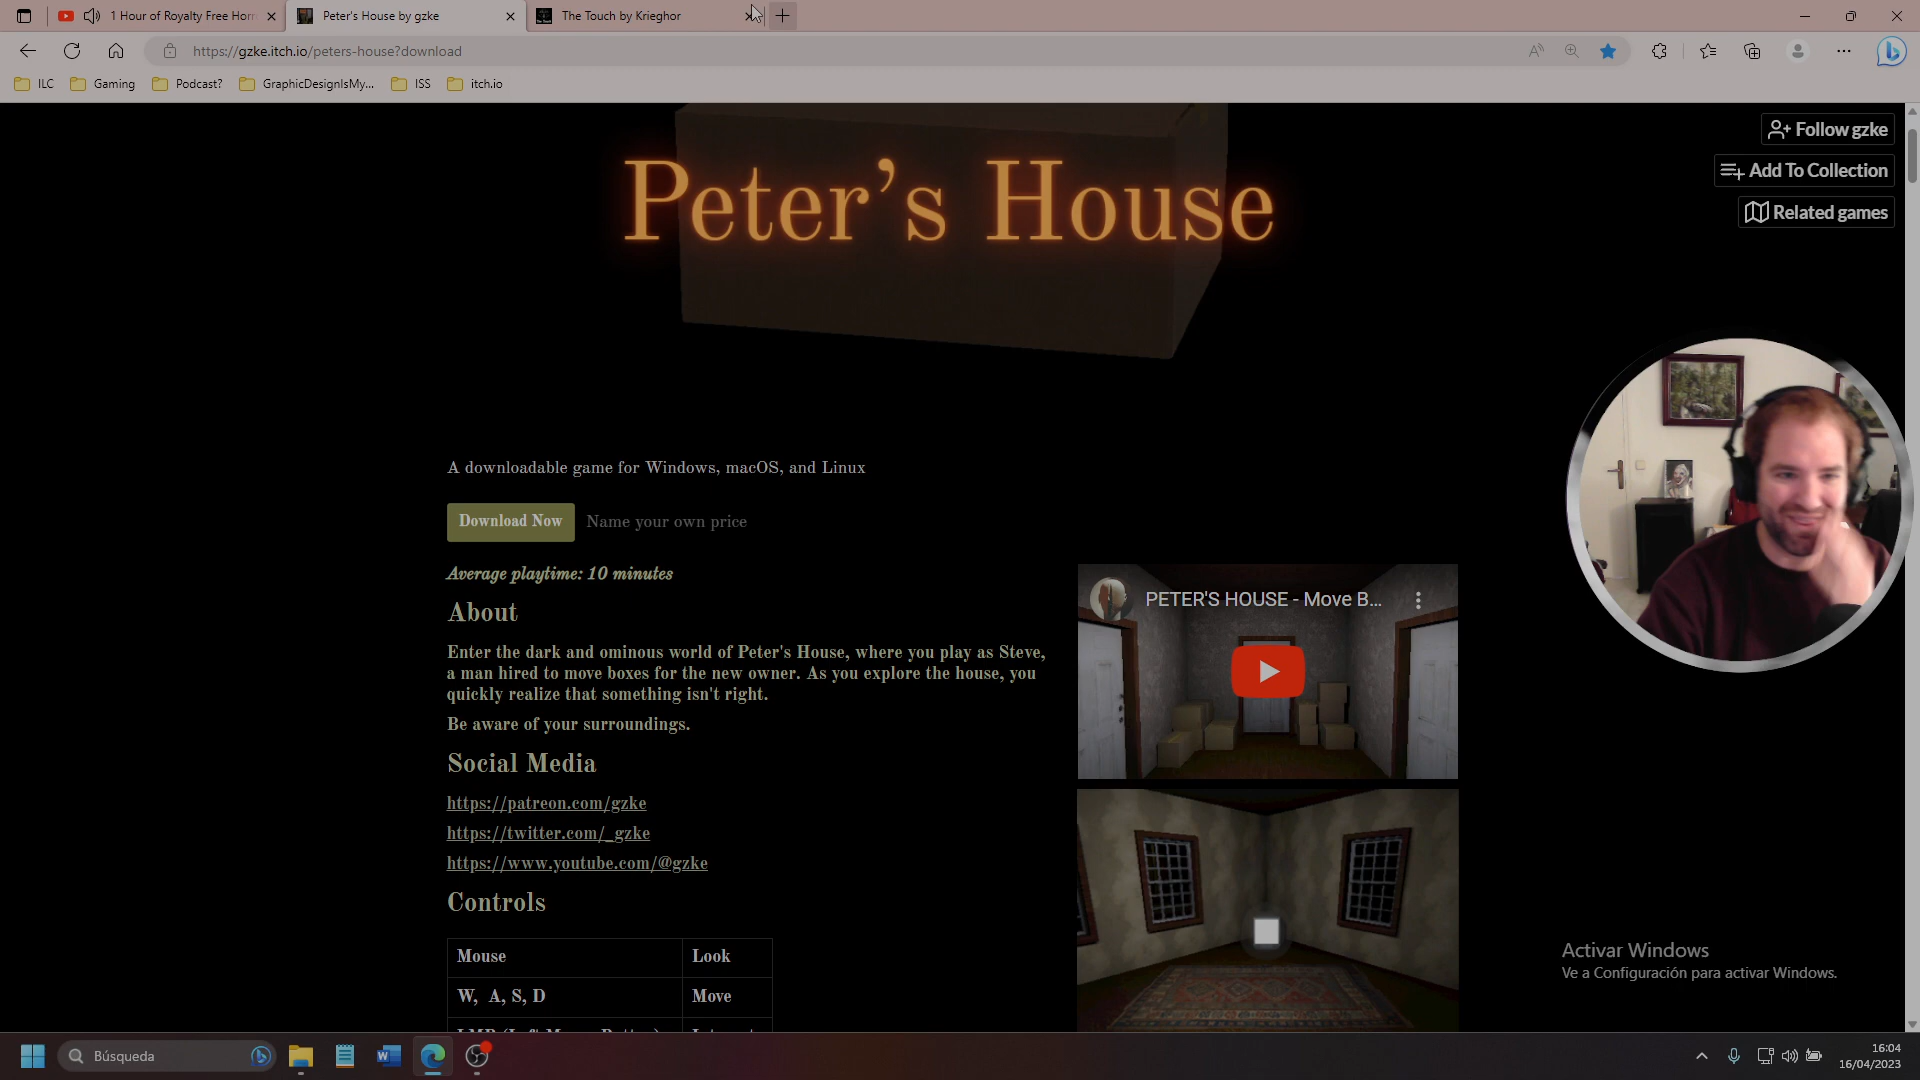 1 Hour of Royalty Free Horr
Peter's House by gzke
The Touch by Krieghor
https://gzke.itch.io/peters-house?download
ILC
Gaming
Podcast?
GraphicDesignIsMy...
ISS
itch.io
Follow gzke
Add To Collection
Related games
Peter's House
A downloadable game for Windows, macOS, and Linux
Download Now
Name your own price
Average playtime: 10 minutes
About
Enter the dark and ominous world of Peter's House, where you play as Steve,
a man hired to move boxes for the new owner. As you explore the house, you
quickly realize that something isn't right.
Be aware of your surroundings.
Social Media
https://patreon.com/gzke
https://twitter.com/_gzke
https://www.youtube.com/@gzke
Controls
Mouse Look
W, A, S, D Move
PETER'S HOUSE - Move B...
Activar Windows
Ve a Configuración para activar Windows.
Búsqueda
16:04
16/04/2023